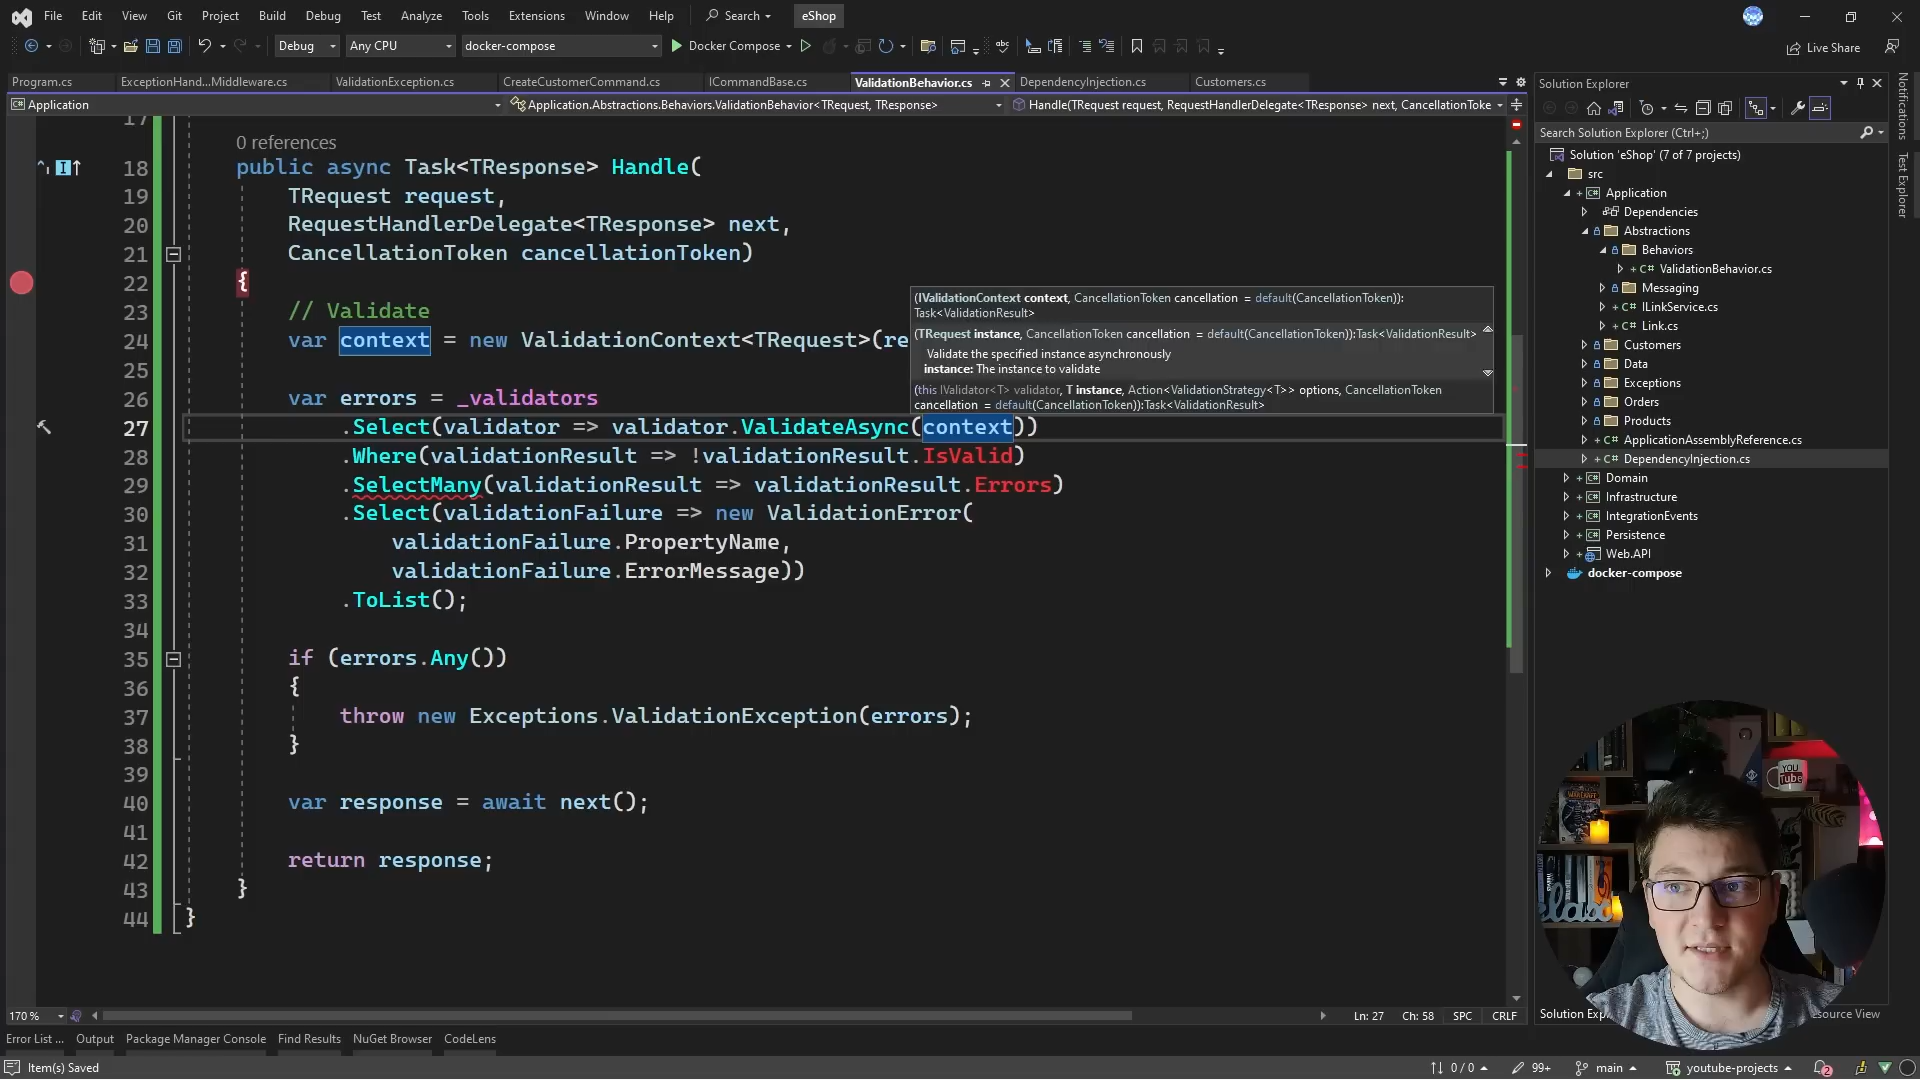 File Edit View Git Project Build Debug Test Analyze Tools Extensions Window Help Search eShop
Debug Any CPU docker-compose Docker Compose Live Share
Program.cs ExceptionHand...Middleware.cs ValidationException.cs CreateCustomerCommand.cs ICommandBase.cs ValidationBehavior.cs DependencyInjection.cs Customers.cs
Application Application.Abstractions.Behaviors.ValidationBehavior<TRequest, TResponse> Handle(TRequest request, RequestHandlerDelegate<TResponse> next, CancellationToke
17
0 references
18 public async Task<TResponse> Handle(
19 TRequest request,
20 RequestHandlerDelegate<TResponse> next,
21 CancellationToken cancellationToken)
22 {
23 // Validate
24 var context = new ValidationContext<TRequest>(re
25
26 var errors = _validators
27 .Select(validator => validator.ValidateAsync(context))
28 .Where(validationResult => !validationResult.IsValid)
29 .SelectMany(validationResult => validationResult.Errors)
30 .Select(validationFailure => new ValidationError(
31 validationFailure.PropertyName,
32 validationFailure.ErrorMessage))
33 .ToList();
34
35 if (errors.Any())
36 {
37 throw new Exceptions.ValidationException(errors);
38 }
39
40 var response = await next();
41
42 return response;
43 }
44 }
(IValidationContext context, CancellationToken cancellation = default(CancellationToken)):
Task<ValidationResult>
(TRequest instance, CancellationToken cancellation = default(CancellationToken)):Task<ValidationResult>
Validate the specified instance asynchronously
instance: The instance to validate
(this IValidator<T> validator, T instance, Action<ValidationStrategy<T>> options, CancellationToken
cancellation = default(CancellationToken)):Task<ValidationResult>
Solution Explorer
Search Solution Explorer (Ctrl+;)
Solution 'eShop' (7 of 7 projects)
src
Application
Dependencies
Abstractions
Behaviors
ValidationBehavior.cs
Messaging
ILinkService.cs
Link.cs
Customers
Data
Exceptions
Orders
Products
ApplicationAssemblyReference.cs
DependencyInjection.cs
Domain
Infrastructure
IntegrationEvents
Persistence
Web.API
docker-compose
Notifications
Test Explorer
YOU
Tube
relax
170 % Ln: 27 Ch: 58 SPC CRLF
Solution Exp esource View
Error List ... Output Package Manager Console Find Results NuGet Browser CodeLens
Item(s) Saved 0 / 0 99+ main youtube-projects 2